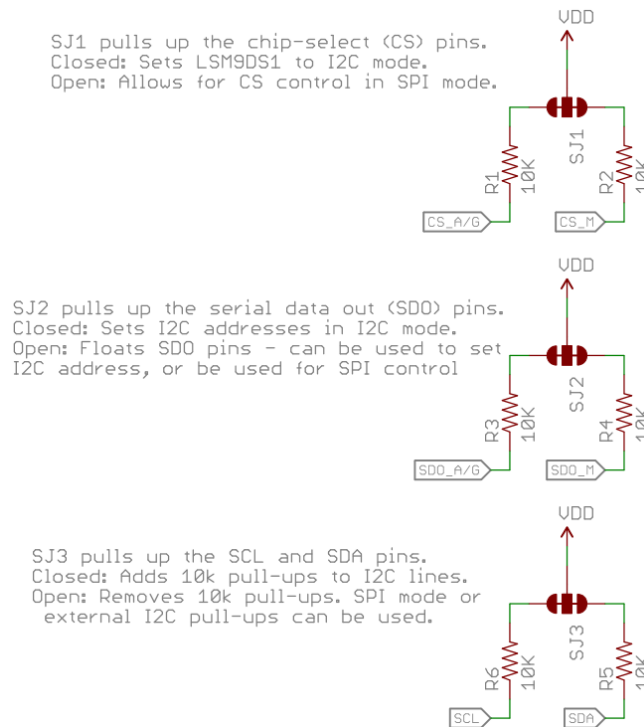 VDD
SJ1 pulls up the chip-select (CS) pins.
Closed: Sets LSM9DS1 to I2C mode.
Open: Allows for CS control in SPI mode.
SJ1
R1
10K
R2
10K
CS_A/G
CS_M
VDD
SJ2 pulls up the serial data out (SDO) pins.
Closed: Sets I2C addresses in I2C mode.
Open: Floats SDO pins - can be used to set
I2C address, or be used for SPI control
SJ2
R3
10K
R4
10K
SDO_A/G
SDO_M
VDD
SJ3 pulls up the SCL and SDA pins.
Closed: Adds 10k pull-ups to I2C lines.
Open: Removes 10k pull-ups. SPI mode or
external I2C pull-ups can be used.
SJ3
R6
10K
R5
10K
SCL
SDA